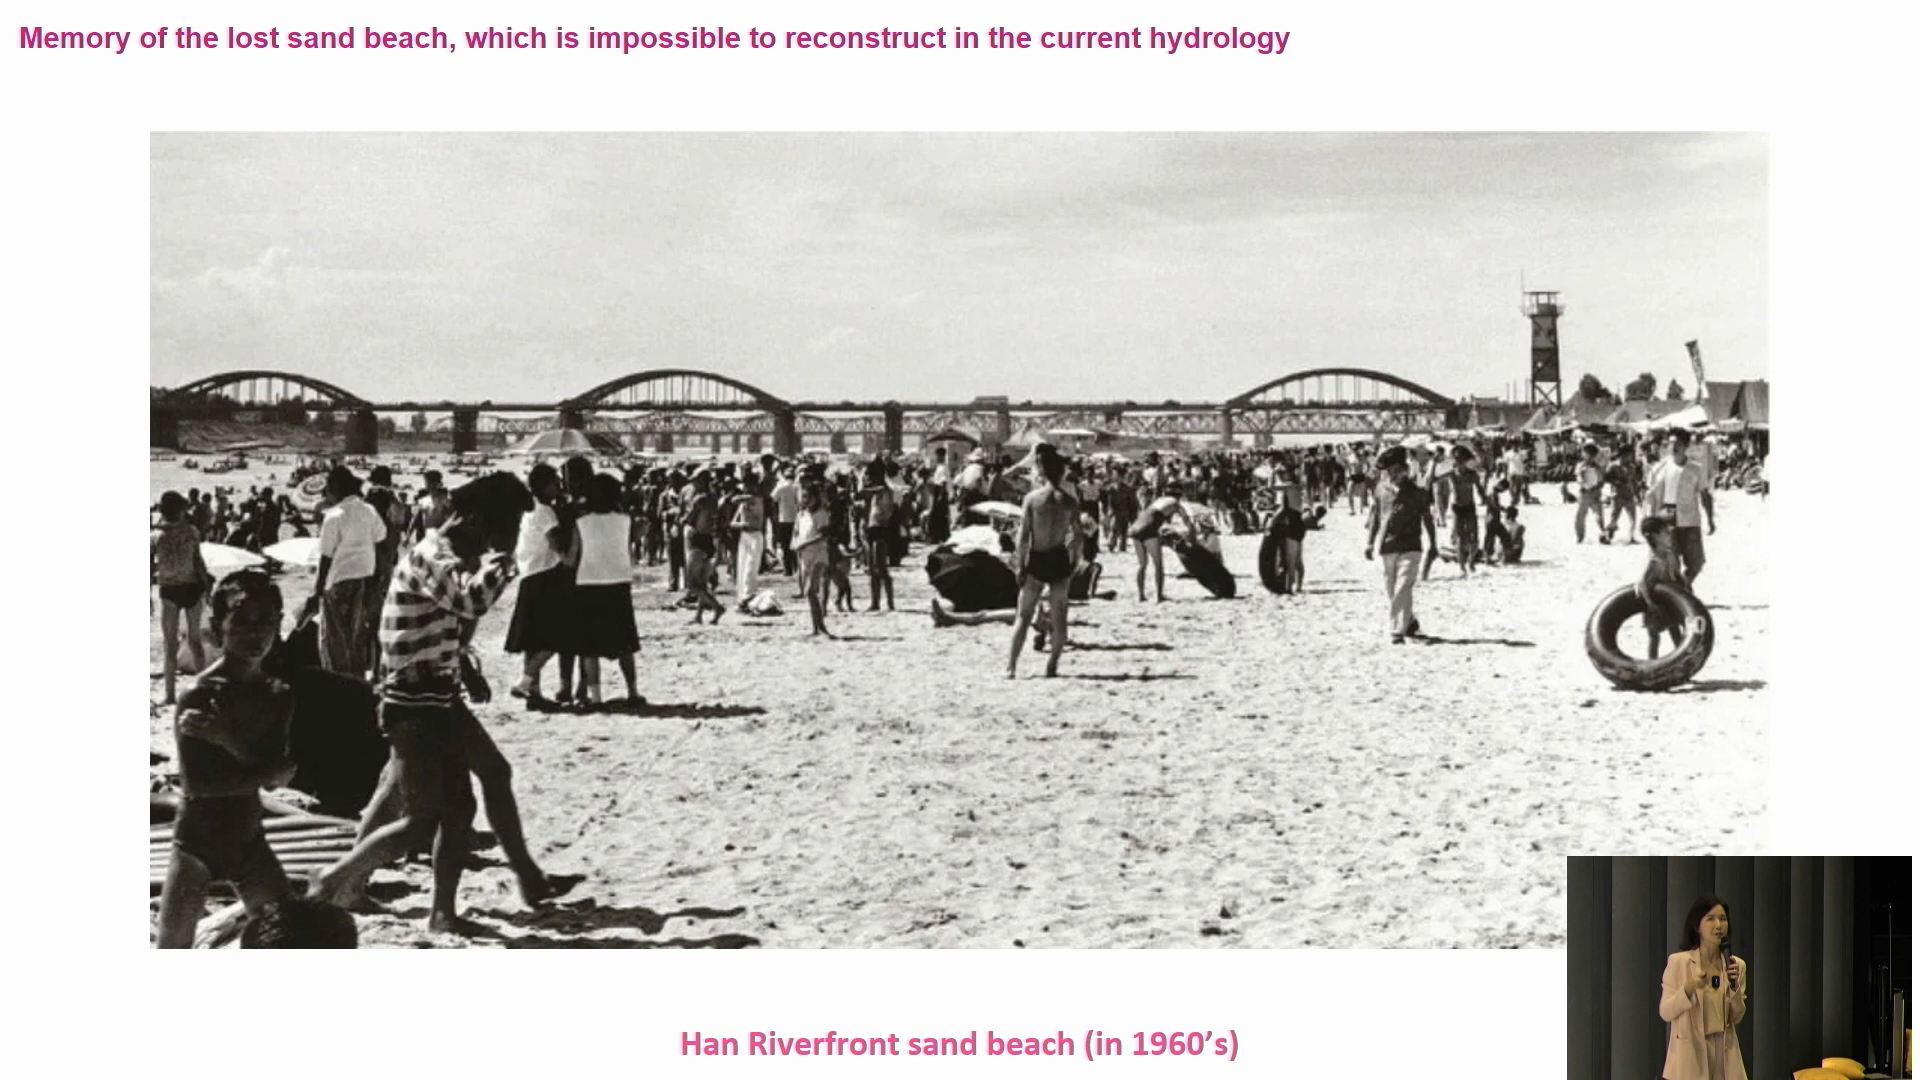 Memory of the lost sand beach, which is impossible to reconstruct in the current hydrology
Han Riverfront sand beach (in 1960’s)